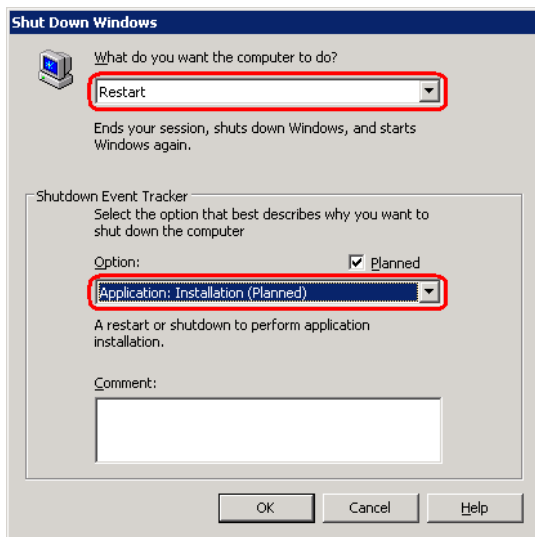 Shut Down Windows
What do you want the computer to do?
Restart
Ends your session, shuts down Windows, and starts
Windows again.
Shutdown Event Tracker
Select the option that best describes why you want to
shut down the computer
Option:
Planned
Application: Installation (Planned)
A restart or shutdown to perform application
installation.
Comment:
OK
Cancel
Help